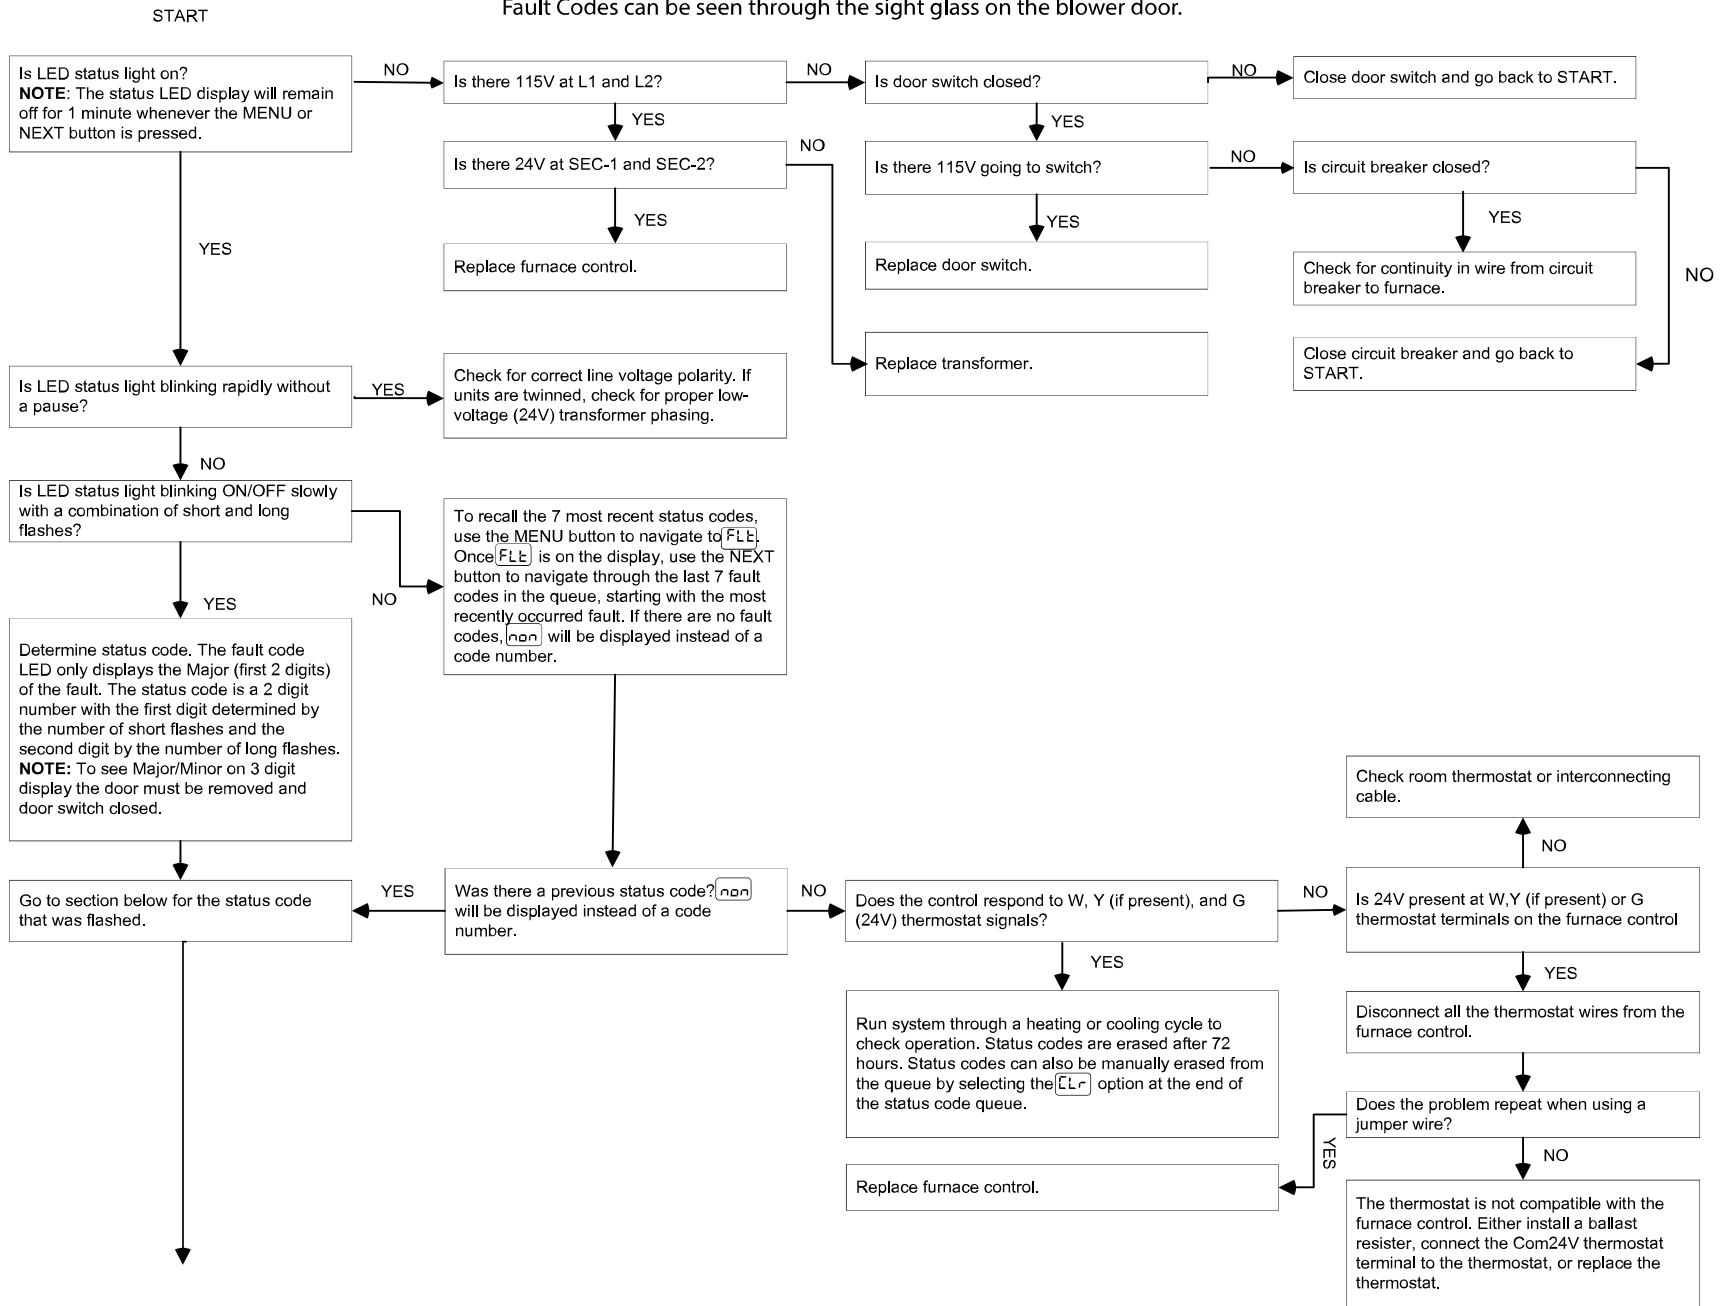 Fault Codes can be seen through the sight glass on the blower door.
START
Is LED status light on?
NOTE: The status LED display will remain
off for 1 minute whenever the MENU or
NEXT button is pressed.
NO
Is there 115V at L1 and L2?
NO
Is door switch closed?
NO
Close door switch and go back to START.
YES
YES
Is there 24V at SEC-1 and SEC-2?
NO
Is there 115V going to switch?
NO
Is circuit breaker closed?
YES
YES
YES
NO
YES
Replace furnace control.
Replace door switch.
Check for continuity in wire from circuit
breaker to furnace.
Replace transformer.
Close circuit breaker and go back to
START.
Is LED status light blinking rapidly without
a pause?
YES
Check for correct line voltage polarity. If
units are twinned, check for proper low-
voltage (24V) transformer phasing.
NO
Is LED status light blinking ON/OFF slowly
with a combination of short and long
flashes?
NO
To recall the 7 most recent status codes,
use the MENU button to navigate to FLt.
Once FLt is on the display, use the NEXT
button to navigate through the last 7 fault
codes in the queue, starting with the most
recently occurred fault. If there are no fault
codes, non will be displayed instead of a
code number.
YES
Determine status code. The fault code
LED only displays the Major (first 2 digits)
of the fault. The status code is a 2 digit
number with the first digit determined by
the number of short flashes and the
second digit by the number of long flashes.
NOTE: To see Major/Minor on 3 digit
display the door must be removed and
door switch closed.
Go to section below for the status code
that was flashed.
YES
Was there a previous status code? non
will be displayed instead of a code
number.
NO
Does the control respond to W, Y (if present), and G
(24V) thermostat signals?
NO
Is 24V present at W,Y (if present) or G
thermostat terminals on the furnace control
NO
Check room thermostat or interconnecting
cable.
YES
Run system through a heating or cooling cycle to
check operation. Status codes are erased after 72
hours. Status codes can also be manually erased from
the queue by selecting the CLr option at the end of
the status code queue.
YES
Disconnect all the thermostat wires from the
furnace control.
Does the problem repeat when using a
jumper wire?
YES
Replace furnace control.
NO
The thermostat is not compatible with the
furnace control. Either install a ballast
resister, connect the Com24V thermostat
terminal to the thermostat, or replace the
thermostat.